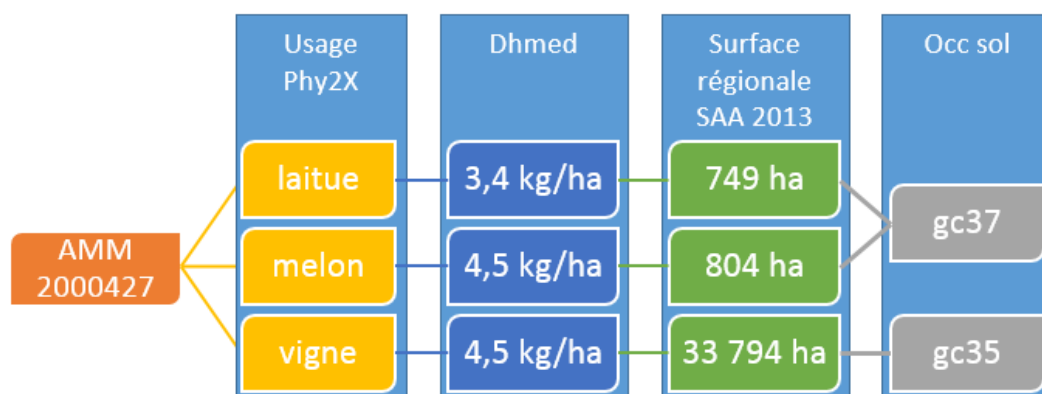 Usage
Phy2X
Dhmed
Surface
régionale
SAA 2013
Occ sol
AMM
2000427
laitue
3,4 kg/ha
749 ha
gc37
melon
4,5 kg/ha
804 ha
vigne
4,5 kg/ha
33 794 ha
gc35